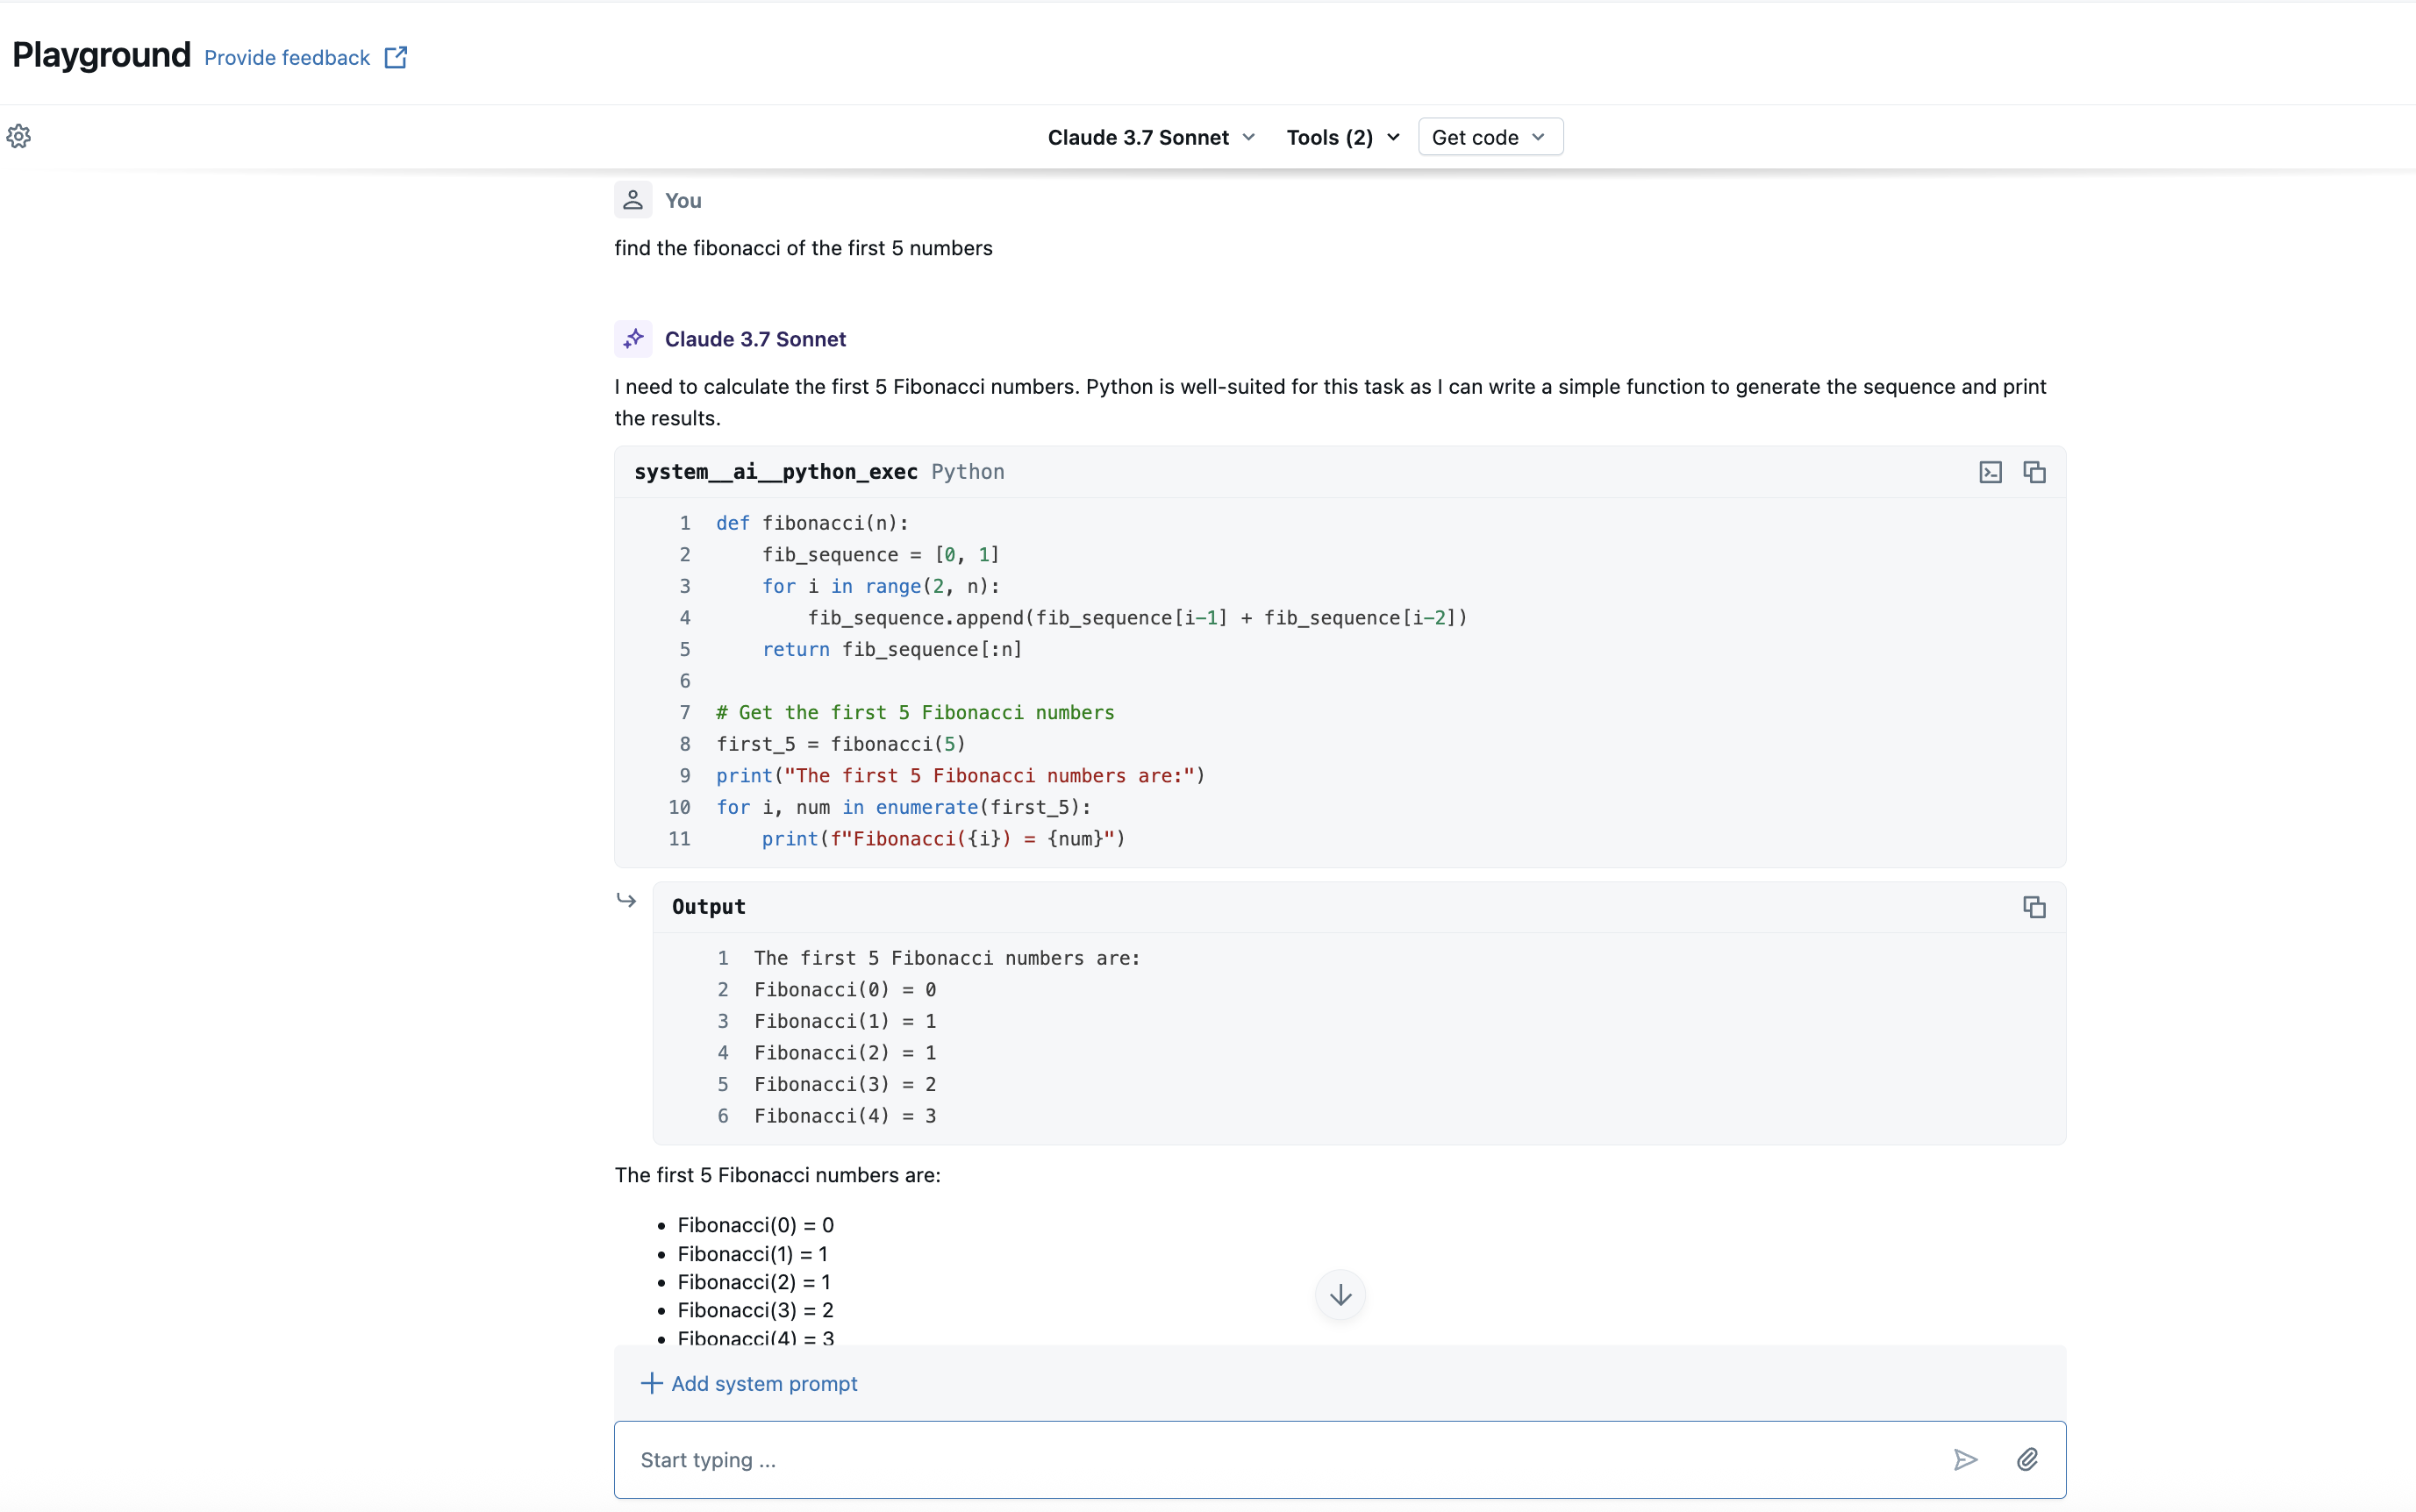 Playground Provide feedback
Claude 3.7 Sonnet Tools (2) Get code
You
find the fibonacci of the first 5 numbers
Claude 3.7 Sonnet
I need to calculate the first 5 Fibonacci numbers. Python is well-suited for this task as I can write a simple function to generate the sequence and print
the results.
system__ai__python_exec Python
1 def fibonacci(n):
2     fib_sequence = [0, 1]
3     for i in range(2, n):
4         fib_sequence.append(fib_sequence[i-1] + fib_sequence[i-2])
5     return fib_sequence[:n]
6
7 # Get the first 5 Fibonacci numbers
8 first_5 = fibonacci(5)
9 print("The first 5 Fibonacci numbers are:")
10 for i, num in enumerate(first_5):
11     print(f"Fibonacci({i}) = {num}")
Output
1 The first 5 Fibonacci numbers are:
2 Fibonacci(0) = 0
3 Fibonacci(1) = 1
4 Fibonacci(2) = 1
5 Fibonacci(3) = 2
6 Fibonacci(4) = 3
The first 5 Fibonacci numbers are:
• Fibonacci(0) = 0
• Fibonacci(1) = 1
• Fibonacci(2) = 1
• Fibonacci(3) = 2
• Fibonacci(4) = 3
Add system prompt
Start typing ...